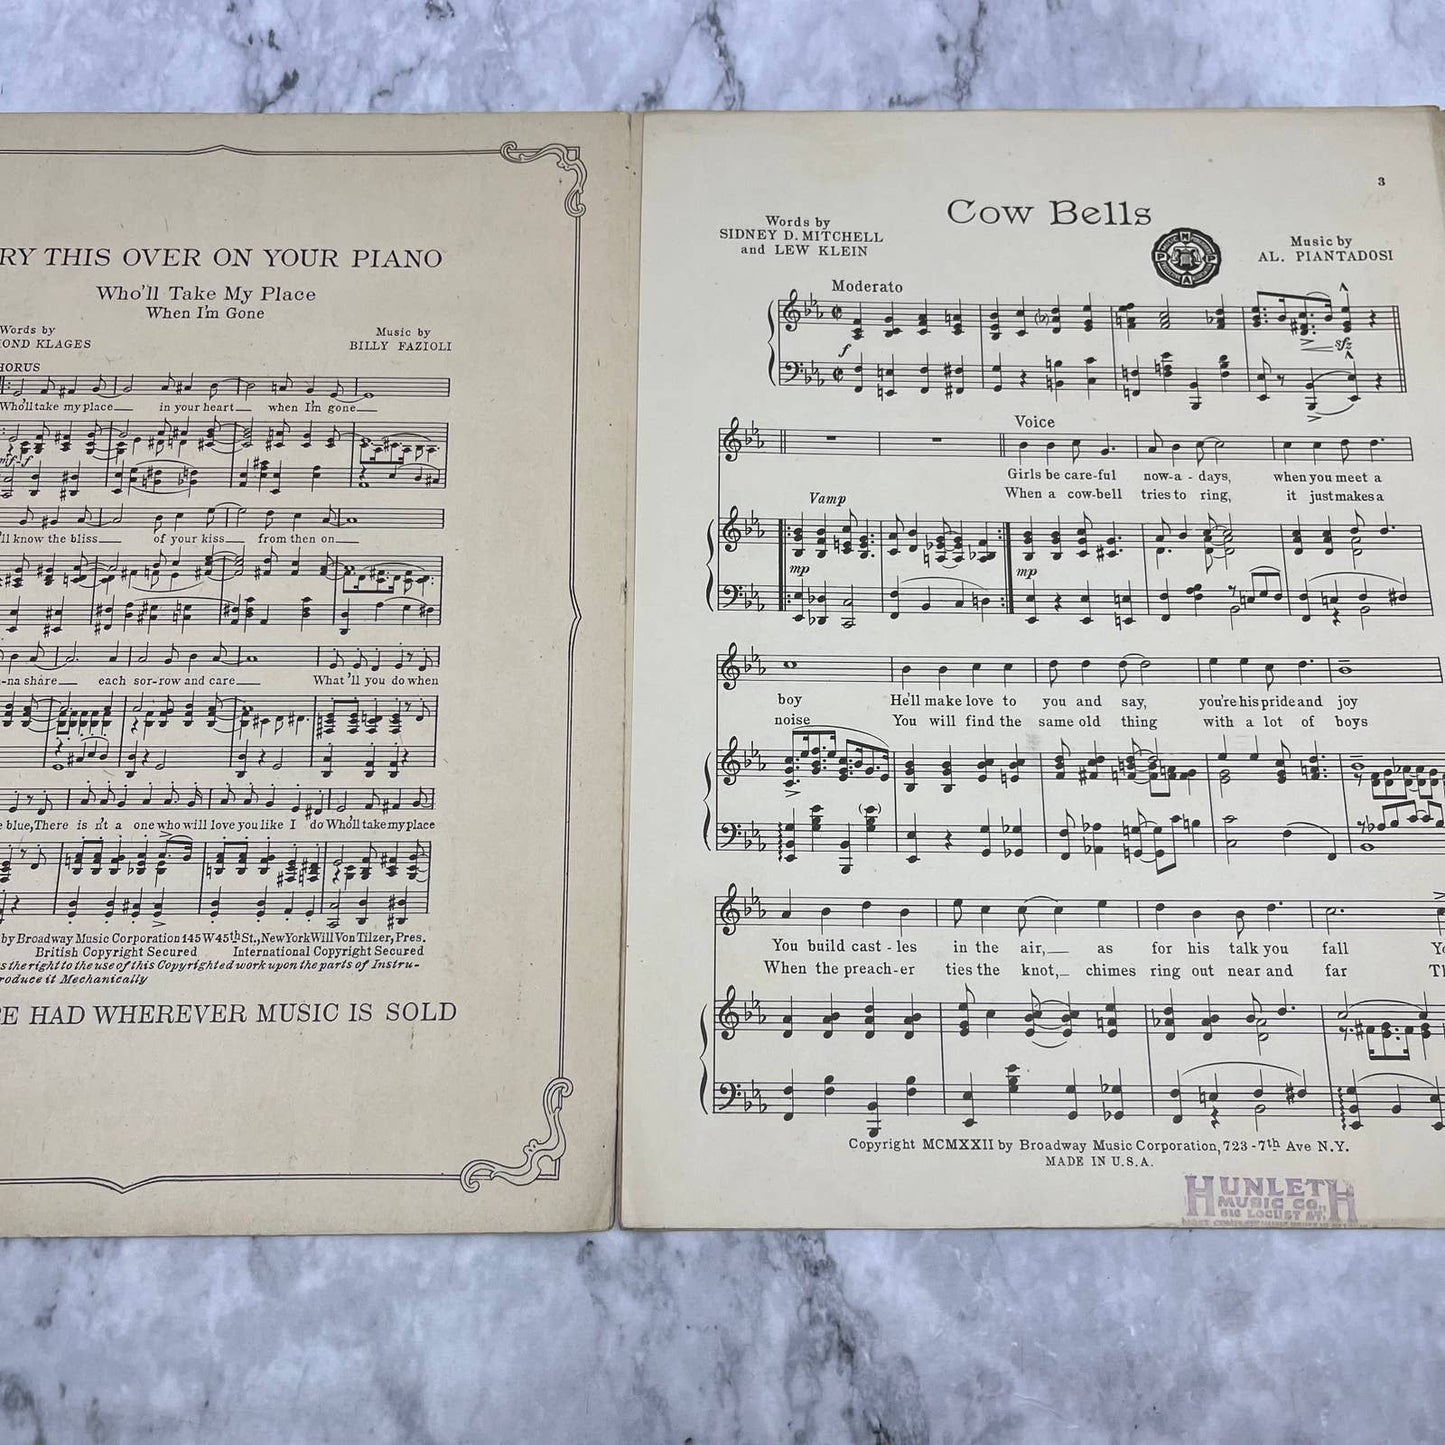 RY THIS OVER ON YOUR PIANO
Who'll Take My Place
When I'm Gone
Words by
OND KLAGES
Music by
BILLY FAZIOLI
HORUS
Who'll take my place in your heart when I'm gone
'll know the bliss of your kiss from then on
-na share each sor-row and care What'll you do when
e blue, There is n't a one who will love you like I do Who'll take my place
by Broadway Music Corporation 145 W 45th St., New York Will Von Tilzer, Pres.
British Copyright Secured International Copyright Secured
s the right to the use of this Copyrighted work upon the parts of Instru-
roduce it Mechanically
E HAD WHEREVER MUSIC IS SOLD
3
Cow Bells
Words by
SIDNEY D. MITCHELL
and LEW KLEIN
M
P P
A
Music by
AL. PIANTADOSI
Moderato
f
sfz
Voice
Girls be care-ful now-a-days, when you meet a
When a cow-bell tries to ring, it just makes a
Vamp
mp mp
boy He'll make love to you and say, you're his pride and joy
noise You will find the same old thing with a lot of boys
You build cast-les in the air, as for his talk you fall Yo
When the preach-er ties the knot, chimes ring out near and far Th
Copyright MCMXXII by Broadway Music Corporation, 723-7th Ave N.Y.
MADE IN U.S.A.
HUNLETH
MUSIC CO.,
516 LOCUST ST.